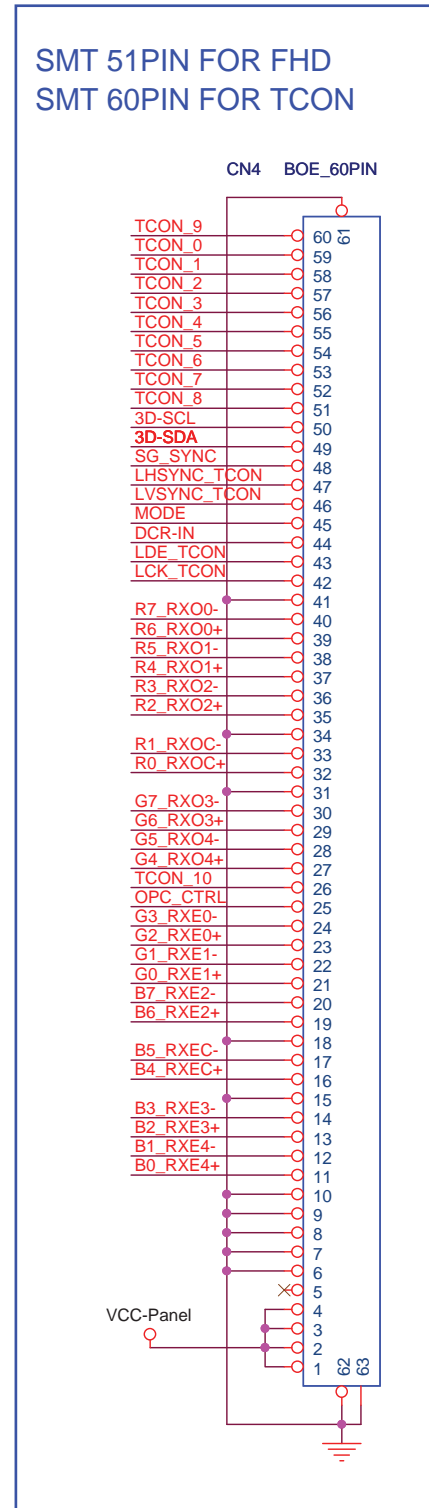 SMT 51PIN FOR FHD
SMT 60PIN FOR TCON
CN4 BOE_60PIN
61
TCON_9 60
TCON_0 59
TCON_1 58
TCON_2 57
TCON_3 56
TCON_4 55
TCON_5 54
TCON_6 53
TCON_7 52
TCON_8 51
3D-SCL 50
3D-SDA 49
SG_SYNC 48
LHSYNC_TCON 47
LVSYNC_TCON 46
MODE 45
DCR-IN 44
LDE_TCON 43
LCK_TCON 42
41
R7_RXO0- 40
R6_RXO0+ 39
R5_RXO1- 38
R4_RXO1+ 37
R3_RXO2- 36
R2_RXO2+ 35
34
R1_RXOC- 33
R0_RXOC+ 32
31
G7_RXO3- 30
G6_RXO3+ 29
G5_RXO4- 28
G4_RXO4+ 27
TCON_10 26
OPC_CTRL 25
G3_RXE0- 24
G2_RXE0+ 23
G1_RXE1- 22
G0_RXE1+ 21
B7_RXE2- 20
B6_RXE2+ 19
18
B5_RXEC- 17
B4_RXEC+ 16
15
B3_RXE3- 14
B2_RXE3+ 13
B1_RXE4- 12
B0_RXE4+ 11
10
9
8
7
6
5
4
VCC-Panel 3
2
1
62 63